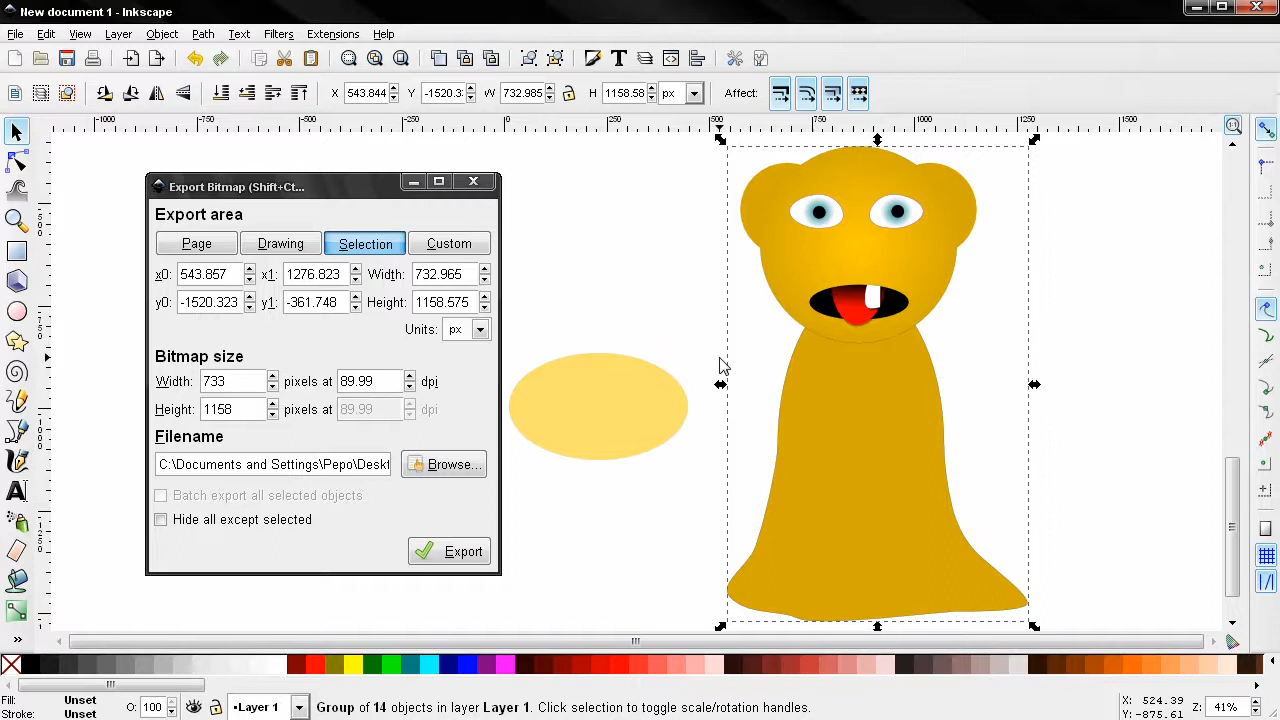 New document 1 - Inkscape
File Edit View Layer Object Path Text Filters Extensions Help
X 543.844 Y -1520.3 W 732.985 H 1158.58 px Affect:
-1000 -750 -500 -250 0 250 500 750 1000 1250 1500
Export Bitmap (Shift+Ct...
Export area
Page Drawing Selection Custom
x0: 543.857 x1: 1276.823 Width: 732.965
y0: -1520.323 y1: -361.748 Height: 1158.575
Units: px
Bitmap size
Width: 733 pixels at 89.99 dpi
Height: 1158 pixels at 89.99 dpi
Filename
C:\Documents and Settings\Pepo\Desk Browse...
Batch export all selected objects
Hide all except selected
Export
Fill: Unset
Stroke: Unset
O: 100
Layer 1
Group of 14 objects in layer Layer 1. Click selection to toggle scale/rotation handles.
X: 524.39
Y:
Z: 41%